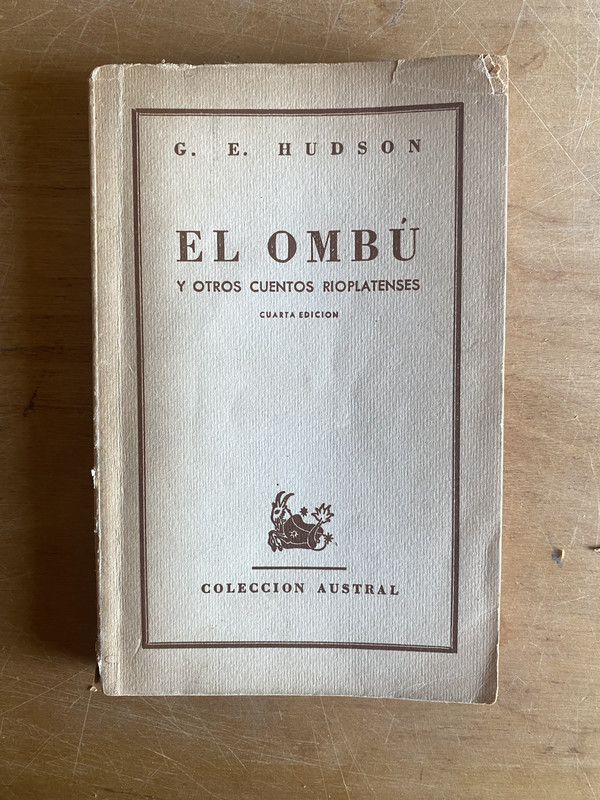 G. E. HUDSON
EL OMBÚ
Y OTROS CUENTOS RIOPLATENSES
CUARTA EDICION
COLECCION AUSTRAL